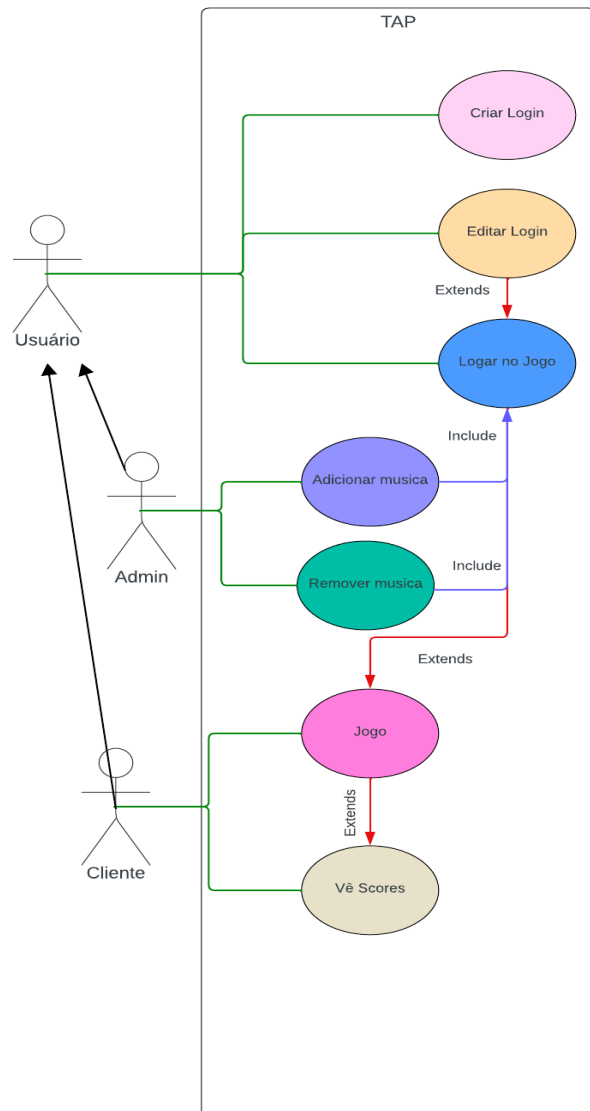 TAP
Criar Login
Editar Login
Extends
Usuário
Logar no Jogo
Include
Adicionar musica
Admin
Include
Remover musica
Extends
Jogo
Extends
Cliente
Vê Scores